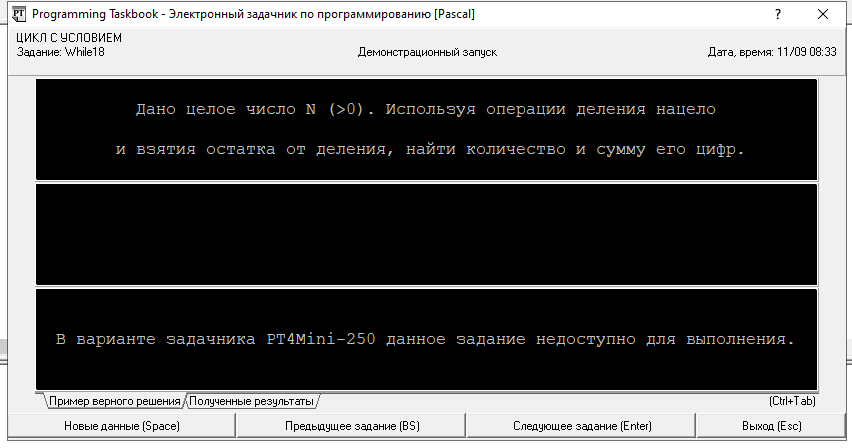 Programming Taskbook - Электронный задачник по программированию [Pascal]
ЦИКЛ С УСЛОВИЕМ
Задание: While18 Демонстрационный запуск Дата, время: 11/09 08:33
Дано целое число N (>0). Используя операции деления нацело
и взятия остатка от деления, найти количество и сумму его цифр.
В варианте задачника PT4Mini-250 данное задание недоступно для выполнения.
Пример верного решения Полученные результаты (Ctrl+Tab)
Новые данные (Space) Предыдущее задание (BS) Следующее задание (Enter) Выход (Esc)